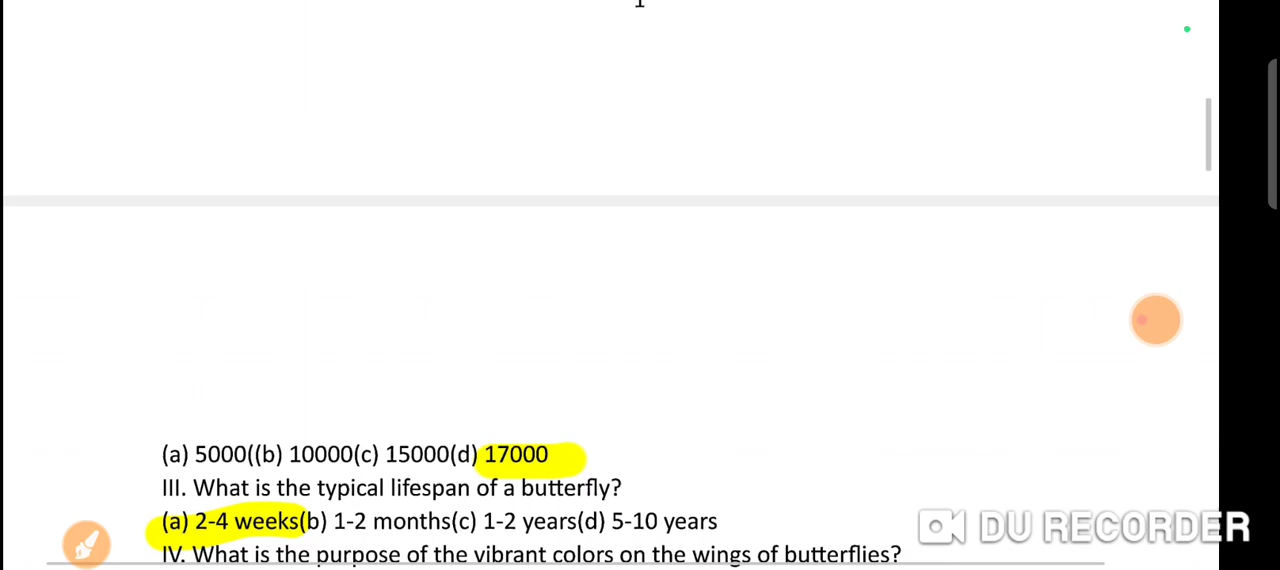 1
(a) 5000((b) 10000(c) 15000(d) 17000
III. What is the typical lifespan of a butterfly?
(a) 2-4 weeks(b) 1-2 months(c) 1-2 years(d) 5-10 years
DU RECORDER
IV. What is the purpose of the vibrant colors on the wings of butterflies?